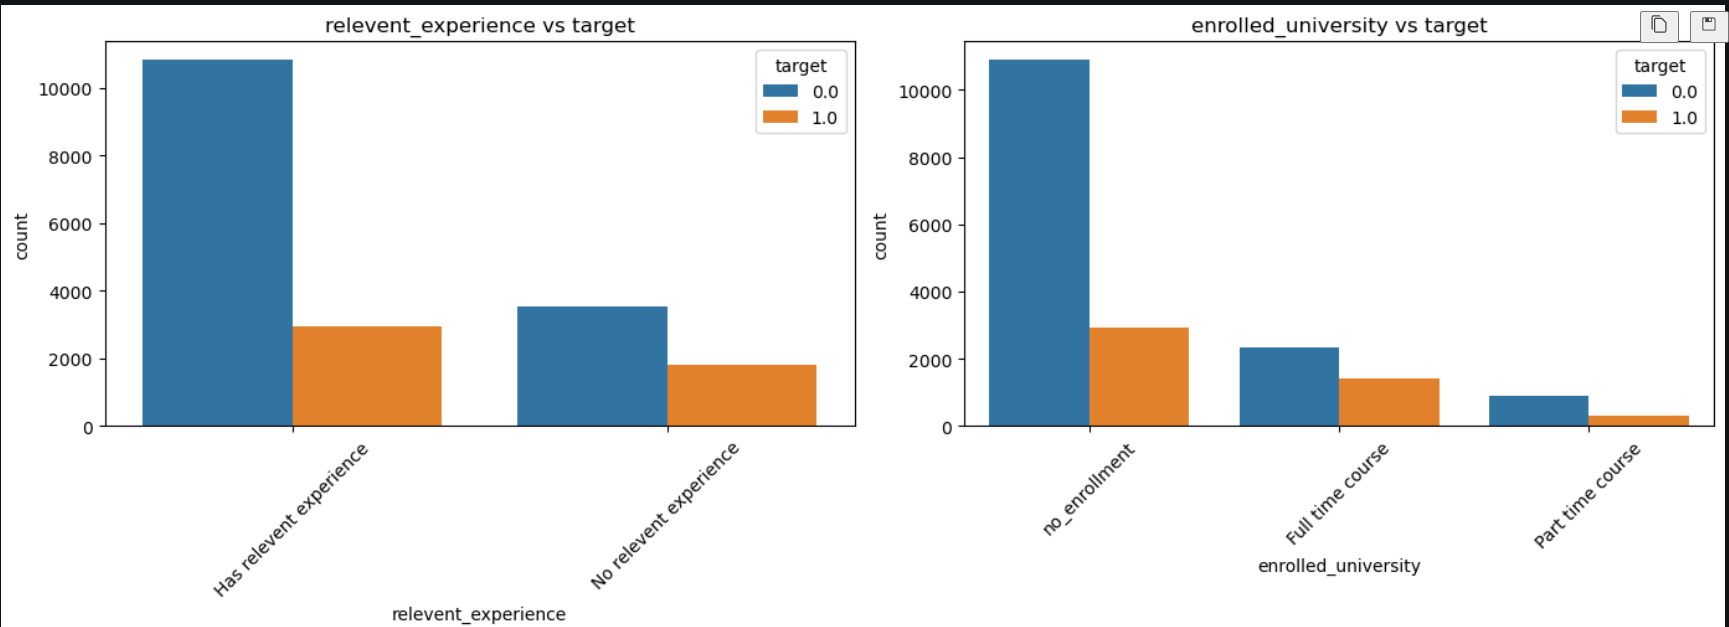 relevent_experience vs target
target
0.0
1.0
10000
8000
6000
4000
2000
0
count
Has relevent experience
No relevent experience
relevent_experience
enrolled_university vs target
target
0.0
1.0
10000
8000
6000
4000
2000
0
count
no_enrollment
Full time course
Part time course
enrolled_university